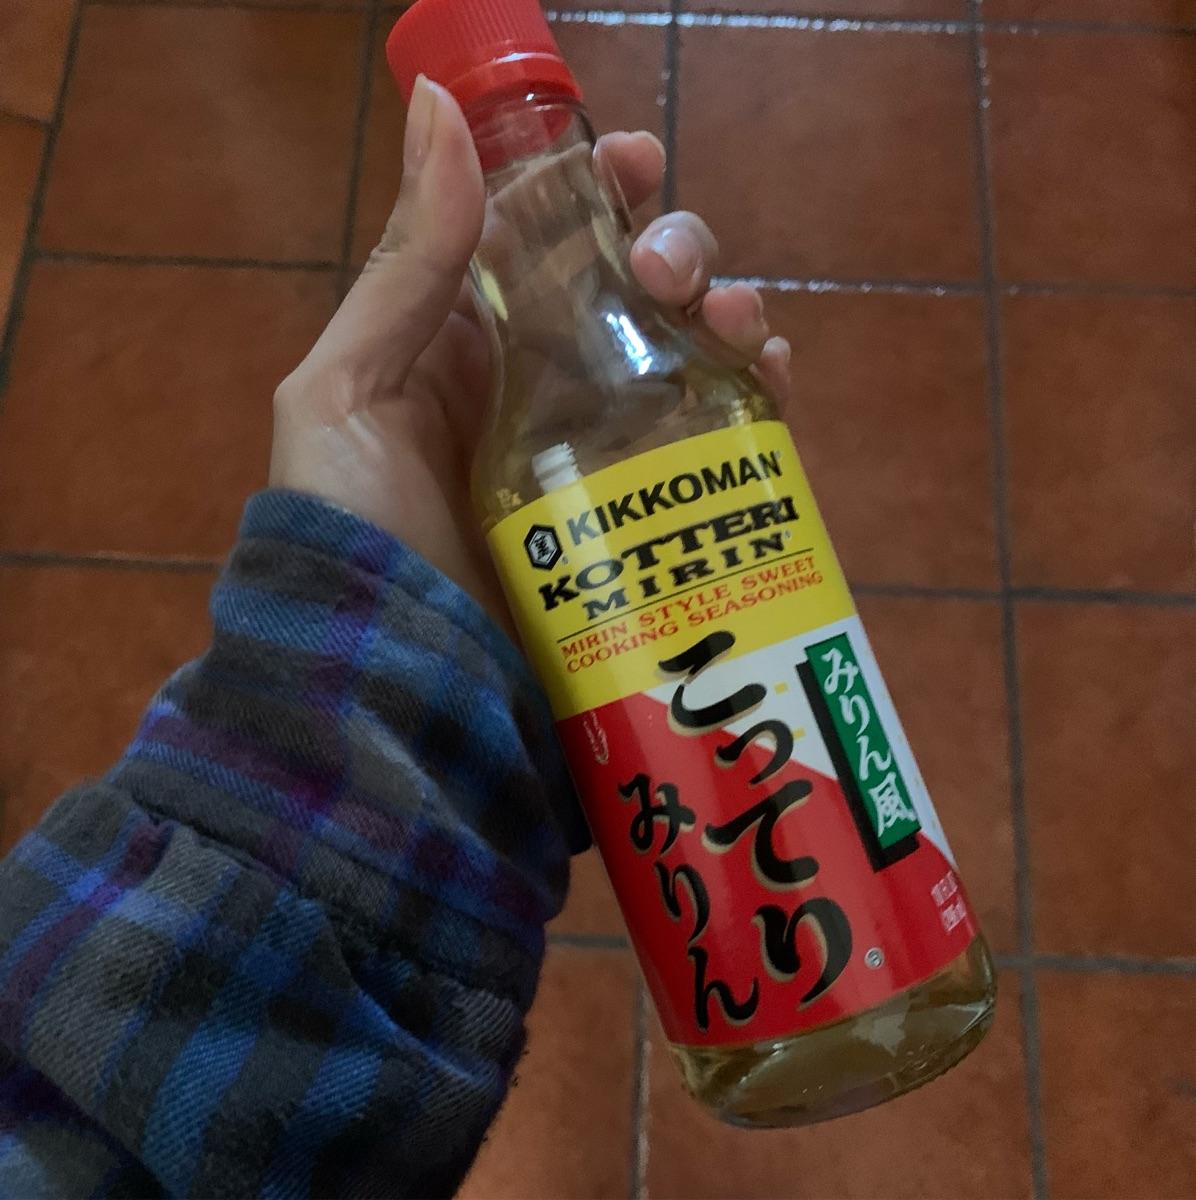 KIKKOMAN®
KOTTERI
MIRIN®
MIRIN STYLE SWEET
COOKING SEASONING
こってり
みりん
®
みりん風